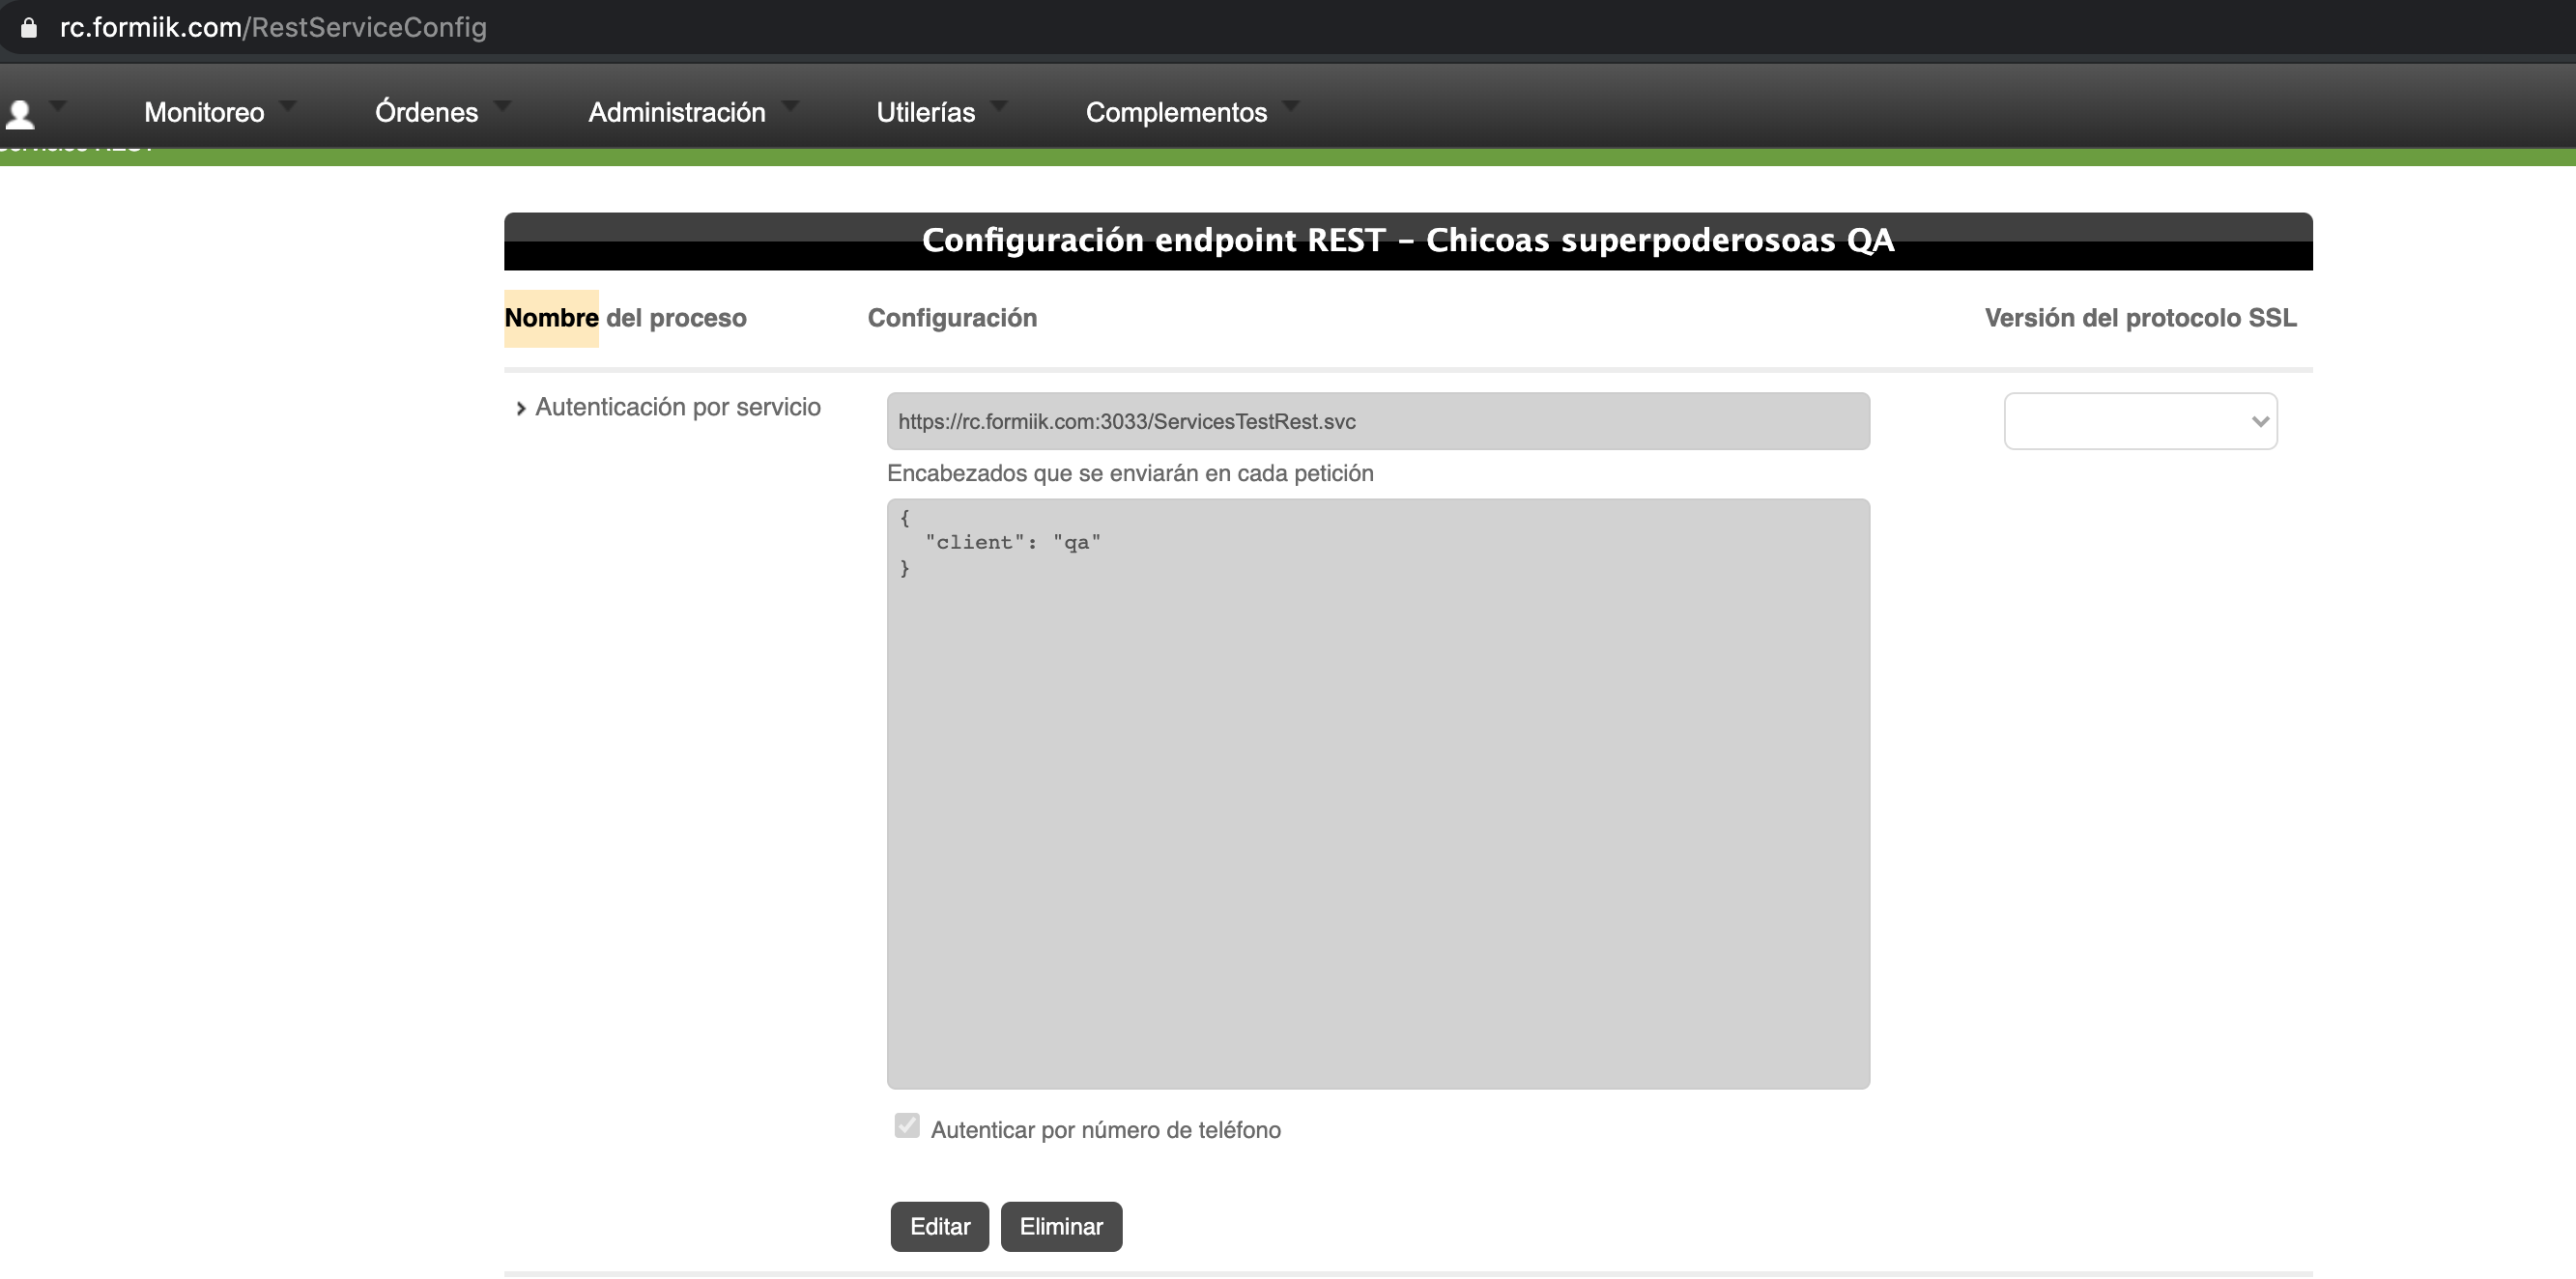 rc.formiik.com/RestServiceConfig
Monitoreo Órdenes Administración Utilerías Complementos
Configuración endpoint REST – Chicoas superpoderosoas QA
Nombre del proceso Configuración Versión del protocolo SSL
Autenticación por servicio
https://rc.formiik.com:3033/ServicesTestRest.svc
Encabezados que se enviarán en cada petición
{
"client": "qa"
}
Autenticar por número de teléfono
Editar Eliminar